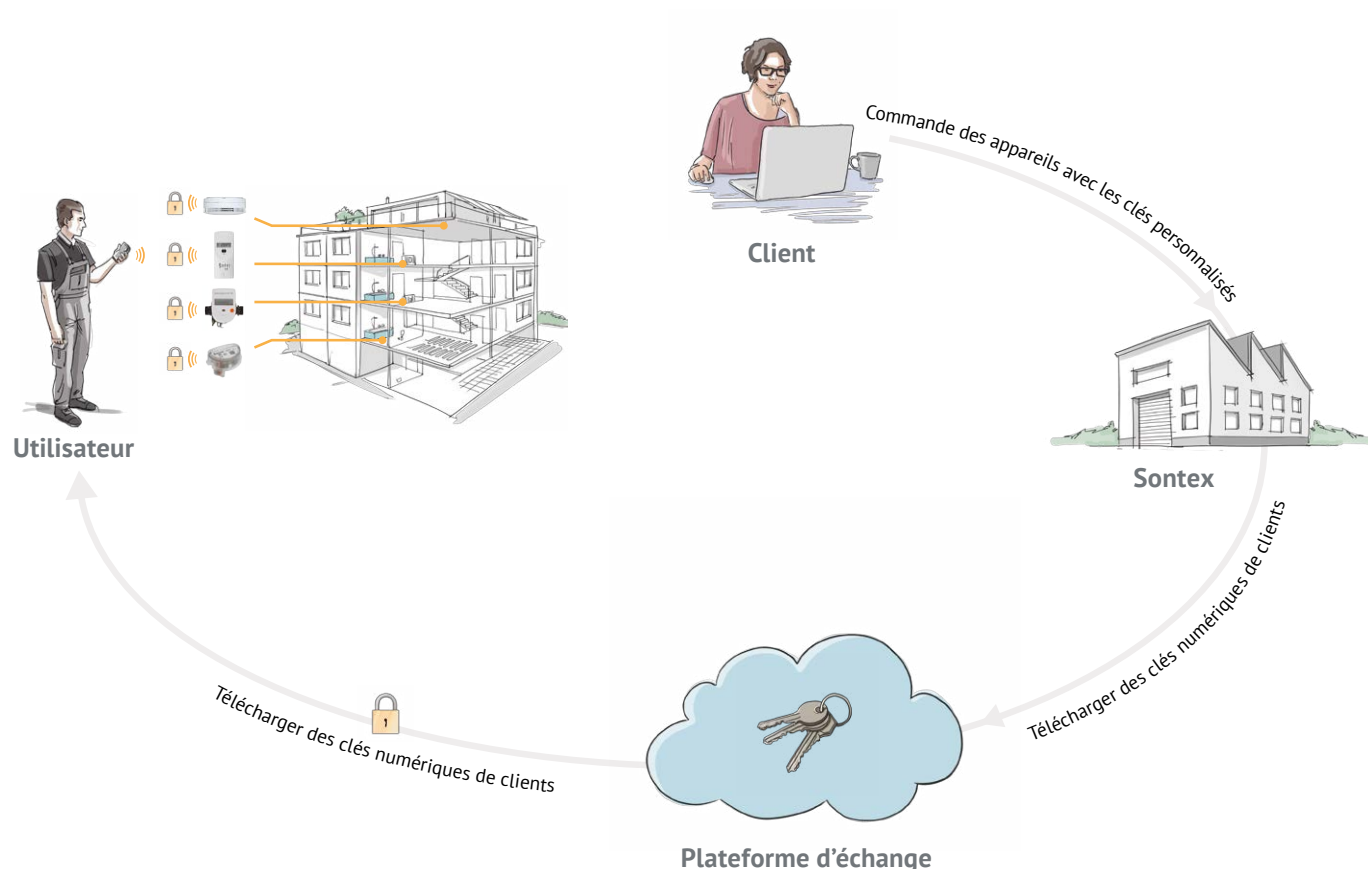 Commande des appareils avec les clés personnalisés
Client
Utilisateur
Sontex
Télécharger des clés numériques de clients
Télécharger des clés numériques de clients
Plateforme d'échange